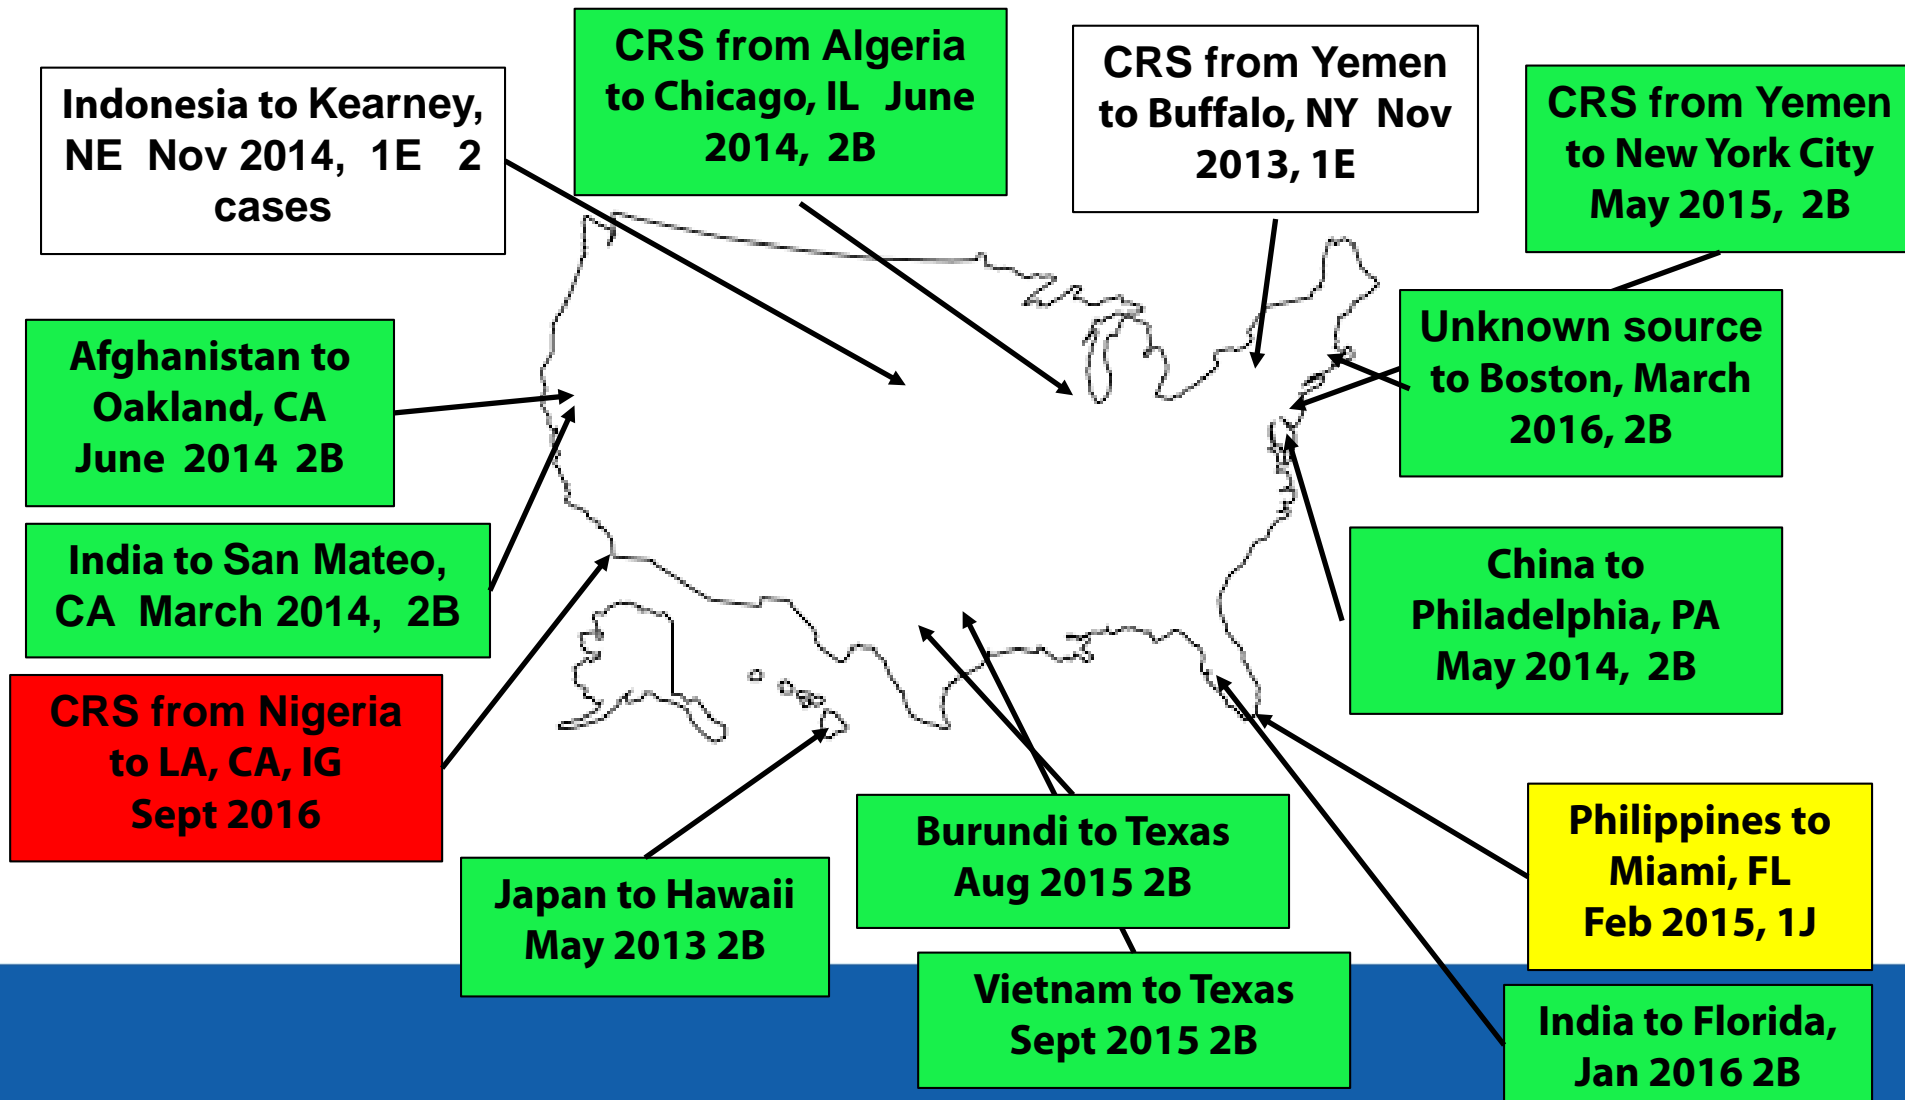 Indonesia to Kearney,
NE Nov 2014, 1E 2
cases
CRS from Algeria
to Chicago, IL June
2014, 2B
CRS from Yemen
to Buffalo, NY Nov
2013, 1E
CRS from Yemen
to New York City
May 2015, 2B
Afghanistan to
Oakland, CA
June 2014 2B
Unknown source
to Boston, March
2016, 2B
India to San Mateo,
CA March 2014, 2B
China to
Philadelphia, PA
May 2014, 2B
CRS from Nigeria
to LA, CA, IG
Sept 2016
Japan to Hawaii
May 2013 2B
Burundi to Texas
Aug 2015 2B
Philippines to
Miami, FL
Feb 2015, 1J
Vietnam to Texas
Sept 2015 2B
India to Florida,
Jan 2016 2B